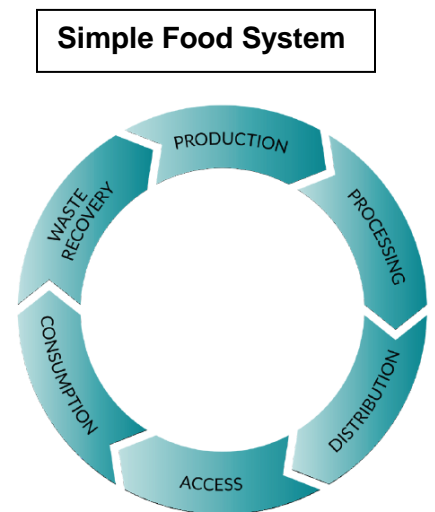 Simple Food System
PRODUCTION
PROCESSING
DISTRIBUTION
ACCESS
CONSUMPTION
WASTE
RECOVERY